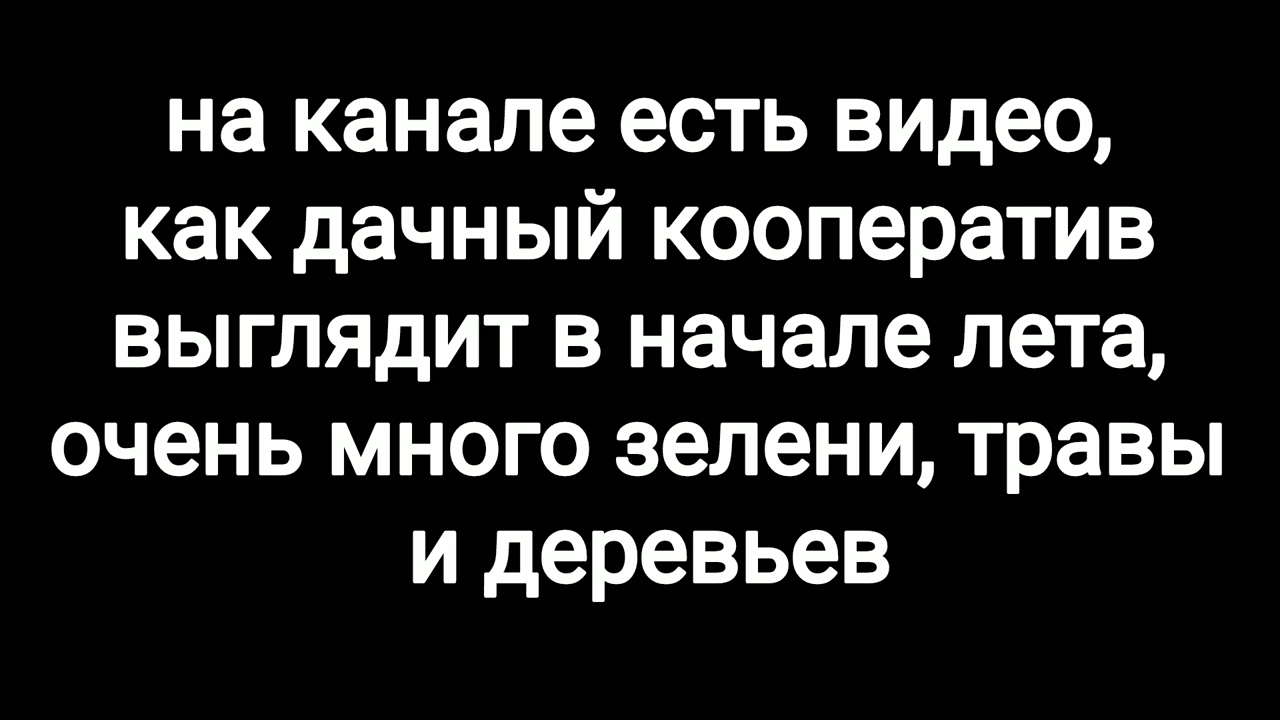 на канале есть видео,
как дачный кооператив
выглядит в начале лета,
очень много зелени, травы
и деревьев